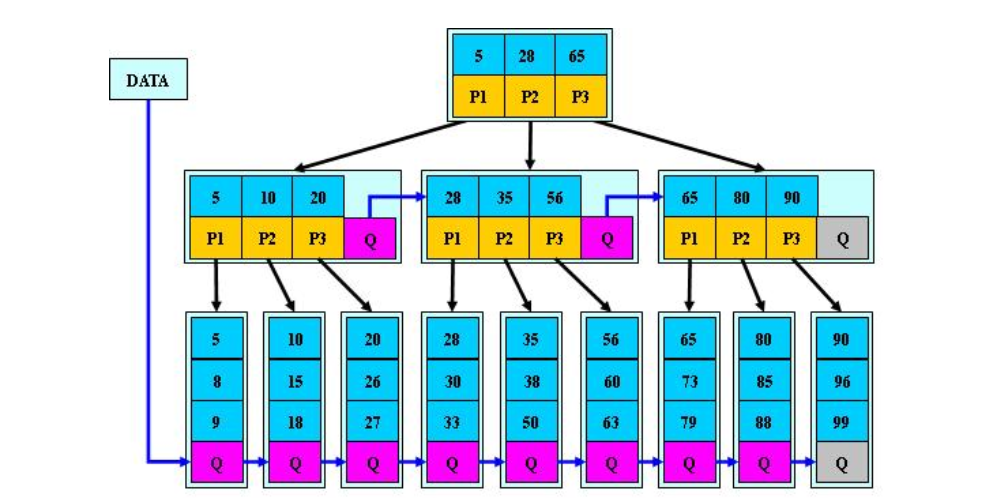 5 28 65
DATA
P1 P2 P3
5 10 20 28 35 56 65 80 90
P1 P2 P3 Q P1 P2 P3 Q P1 P2 P3 Q
5 10 20 28 35 56 65 80 90
8 15 26 30 38 60 73 85 96
9 18 27 33 50 63 79 88 99
Q Q Q Q Q Q Q Q Q